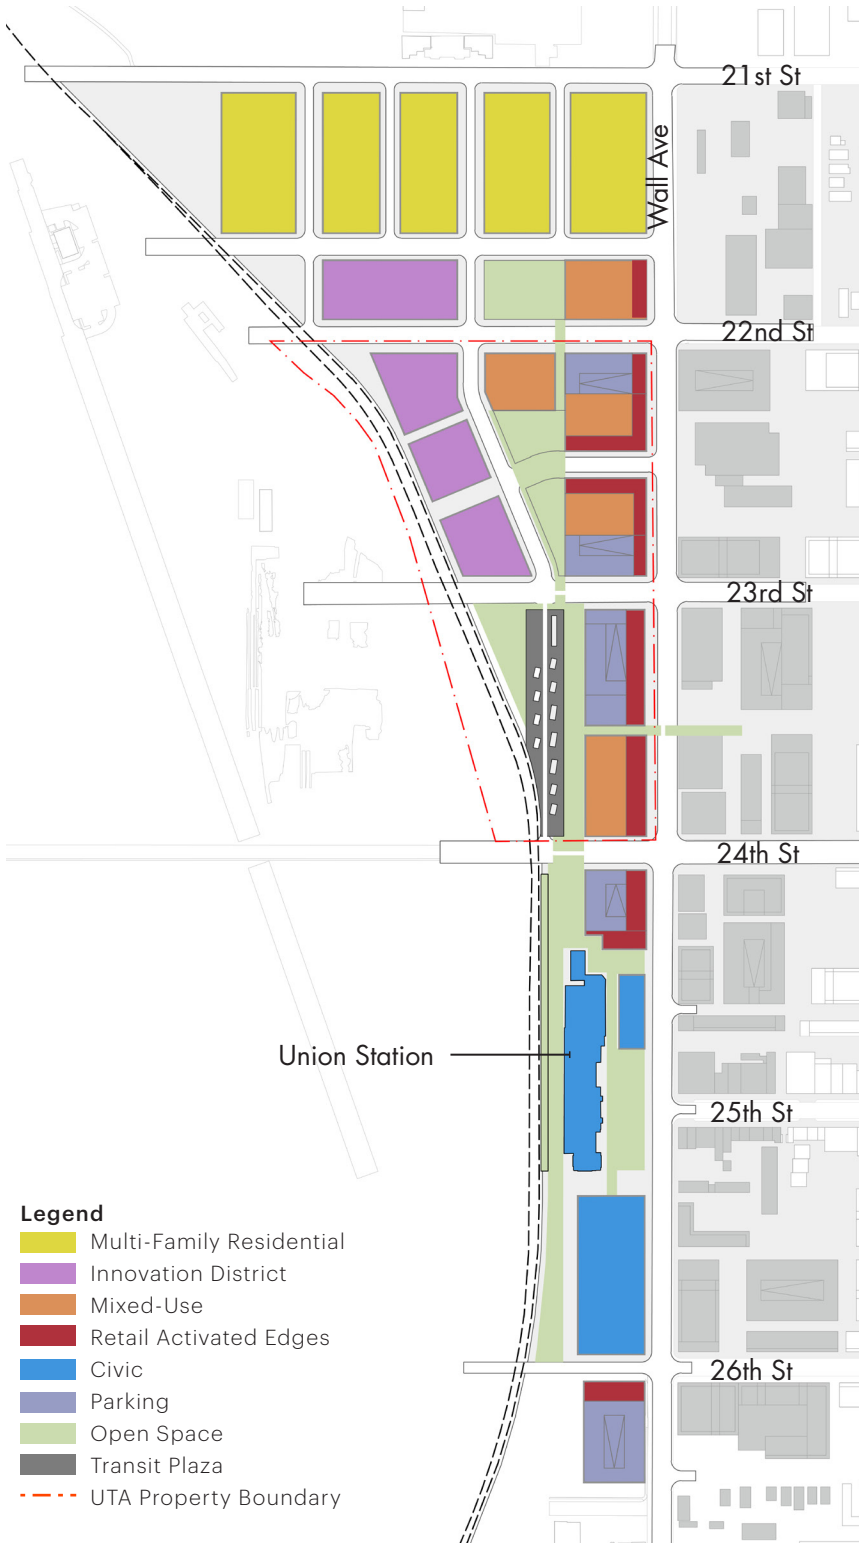 21st St
Wall Ave
22nd St
23rd St
24th St
Union Station
25th St
Legend
Multi-Family Residential
Innovation District
Mixed-Use
Retail Activated Edges
Civic
26th St
Parking
Open Space
Transit Plaza
UTA Property Boundary